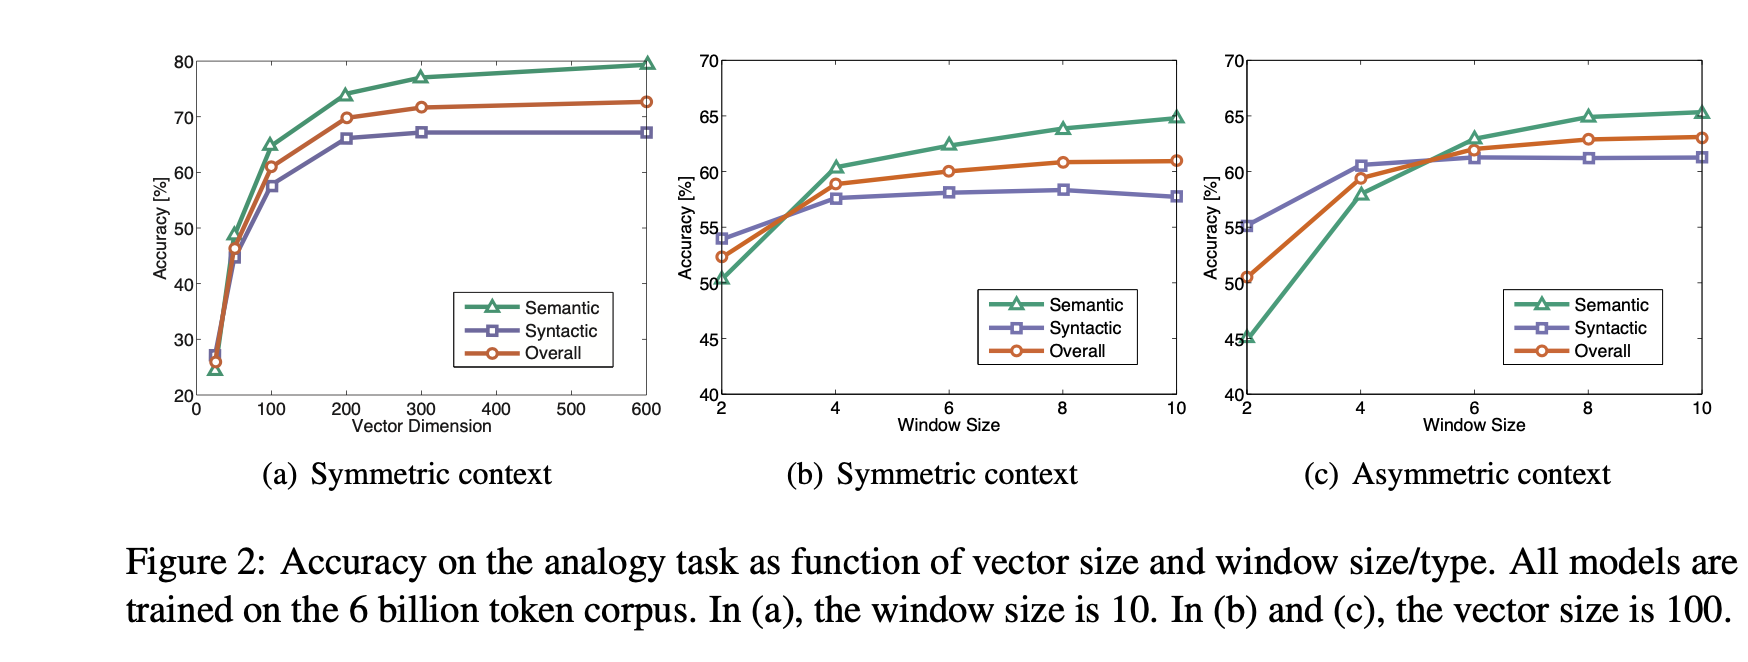 80
70
60
50
40
30
20
Accuracy [%]
0 100 200 300 400 500 600
Vector Dimension
Semantic
Syntactic
Overall
(a) Symmetric context
70
65
60
55
50
45
40
Accuracy [%]
2 4 6 8 10
Window Size
Semantic
Syntactic
Overall
(b) Symmetric context
70
65
60
55
50
45
40
Accuracy [%]
2 4 6 8 10
Window Size
Semantic
Syntactic
Overall
(c) Asymmetric context
Figure 2: Accuracy on the analogy task as function of vector size and window size/type. All models are
trained on the 6 billion token corpus. In (a), the window size is 10. In (b) and (c), the vector size is 100.